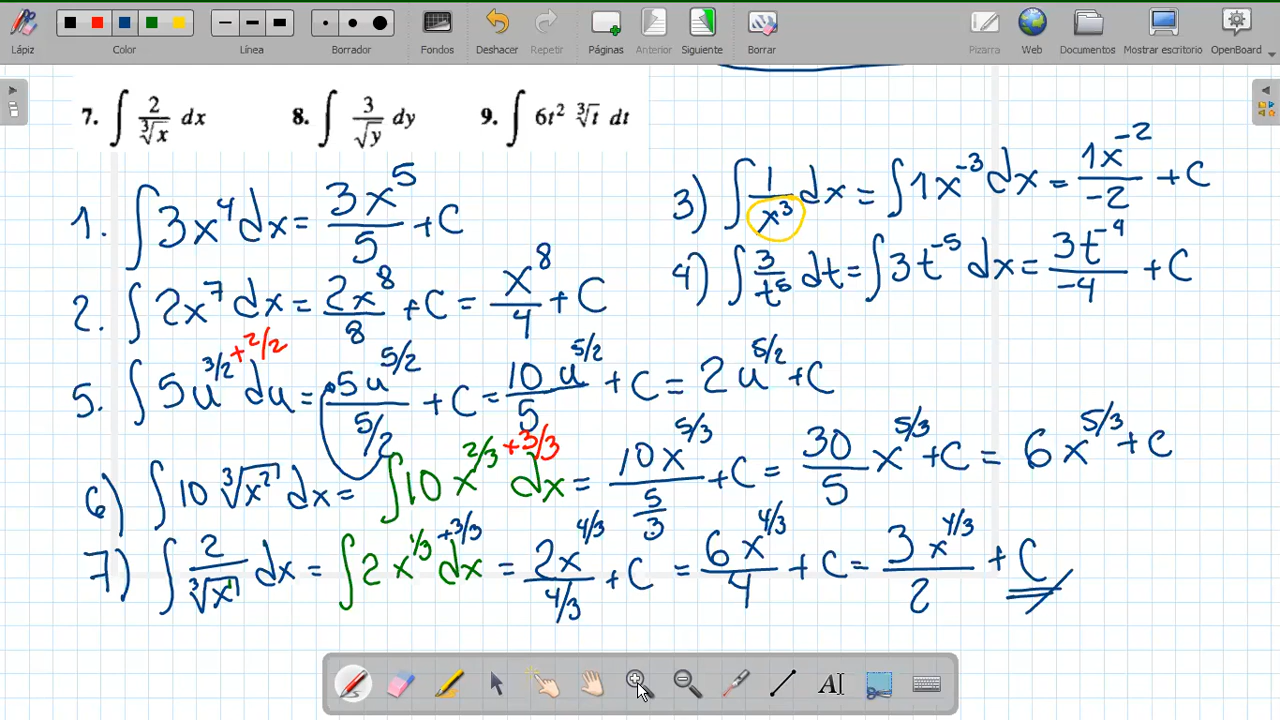 Lápiz Color Línea Borrador Fondos Deshacer Repetir Páginas Anterior Siguiente Borrar Pizarra Web Documentos Mostrar escritorio OpenBoard
7. ∫ 2/∛x dx 8. ∫ 3/√y dy 9. ∫ 6t² ∛t dt
1. ∫3x⁴dx = 3x⁵/5 + C
2. ∫2x⁷dx = 2x⁸/8 + C = x⁸/4 + C
3) ∫ 1/x³ dx = ∫1x⁻³dx = 1x⁻²/-2 + C
4) ∫ 3/t⁵ dt = ∫3t⁻⁵dx = 3t⁻⁴/-4 + C
5. ∫5u^(3/2 +2/2) du = 5u^(5/2)/(5/2) + C = 10u^(5/2)/5 + C = 2u^(5/2) + C
6) ∫10 ∛x² dx = ∫10x^(2/3 +3/3) dx = 10x^(5/3)/(5/3) + C = 30/5 x^(5/3) + C = 6x^(5/3) + C
7) ∫ 2/∛x¹ dx = ∫2x^(1/3 +3/3) dx = 2x^(4/3)/(4/3) + C = 6x^(4/3)/4 + C = 3x^(4/3)/2 + C
AI